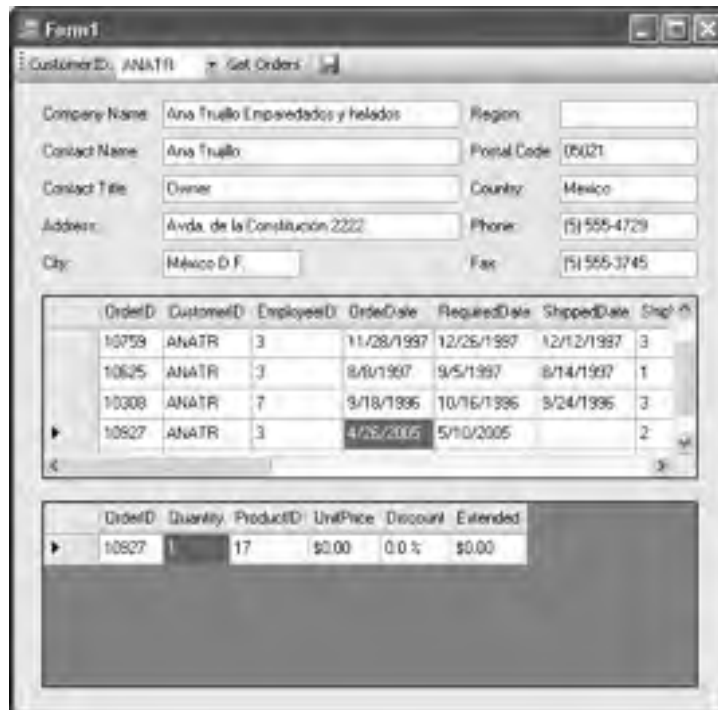 Form1
CustomerID: ANATR Get Orders
Company Name: Ana Trujillo Emparedados y helados Region:
Contact Name: Ana Trujillo Postal Code: 05021
Contact Title: Owner Country: Mexico
Address: Avda. de la Constitución 2222 Phone: (5) 555-4729
City: México D.F. Fax: (5) 555-3745
OrderID CustomerID EmployeeID OrderDate RequiredDate ShippedDate Ship
10759 ANATR 3 11/28/1997 12/26/1997 12/12/1997 3
10625 ANATR 3 8/8/1997 9/5/1997 8/14/1997 1
10308 ANATR 7 9/18/1996 10/16/1996 9/24/1996 3
10927 ANATR 3 4/26/2005 5/10/2005 2
OrderID Quantity ProductID UnitPrice Discount Extended
10927 1 17 $0.00 0.0 % $0.00